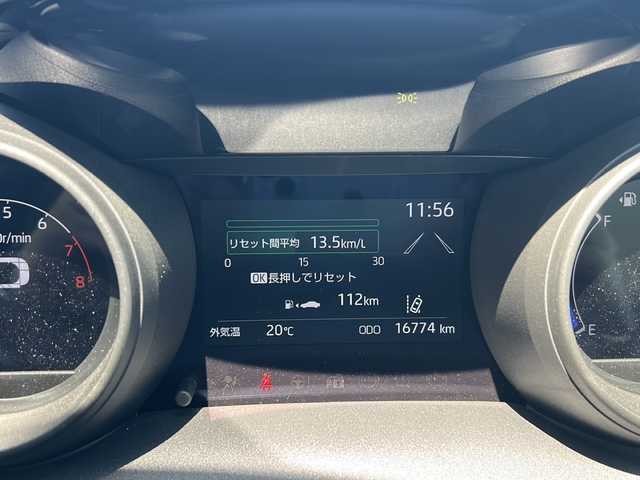 11:56
リセット間平均 13.5km/L
0 15 30
OK長押しでリセット
112km
外気温 20℃ ODO 16774 km
5
6
7
8
r/min
F
E